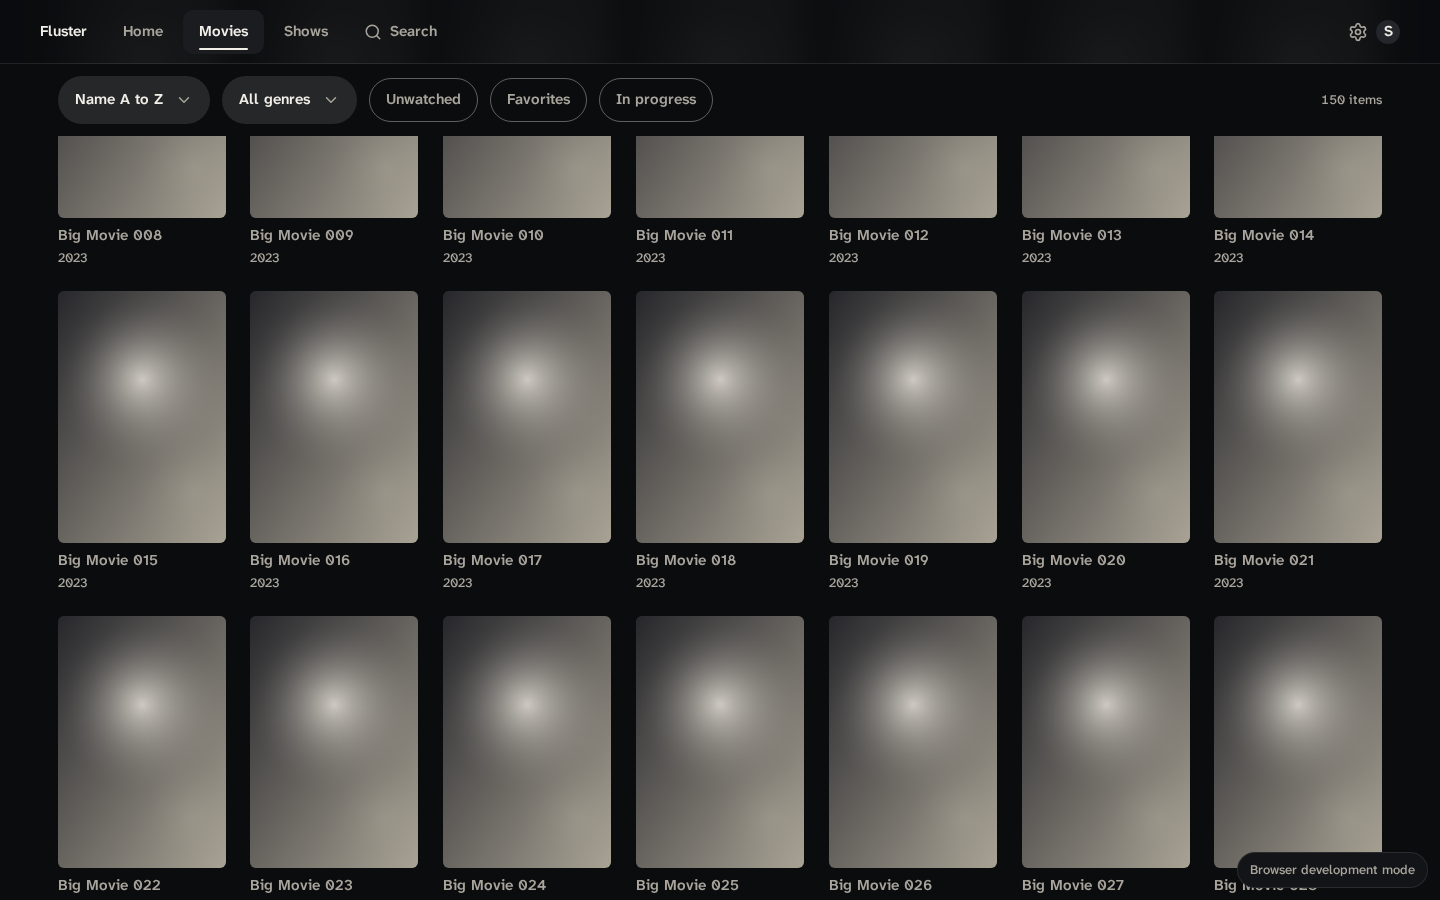 Fluster Home Movies Shows Search S
Name A to Z All genres Unwatched Favorites In progress 150 items
Big Movie 008 Big Movie 009 Big Movie 010 Big Movie 011 Big Movie 012 Big Movie 013 Big Movie 014
2023 2023 2023 2023 2023 2023 2023
Big Movie 015 Big Movie 016 Big Movie 017 Big Movie 018 Big Movie 019 Big Movie 020 Big Movie 021
2023 2023 2023 2023 2023 2023 2023
Big Movie 022 Big Movie 023 Big Movie 024 Big Movie 025 Big Movie 026 Big Movie 027 Big
Browser development mode